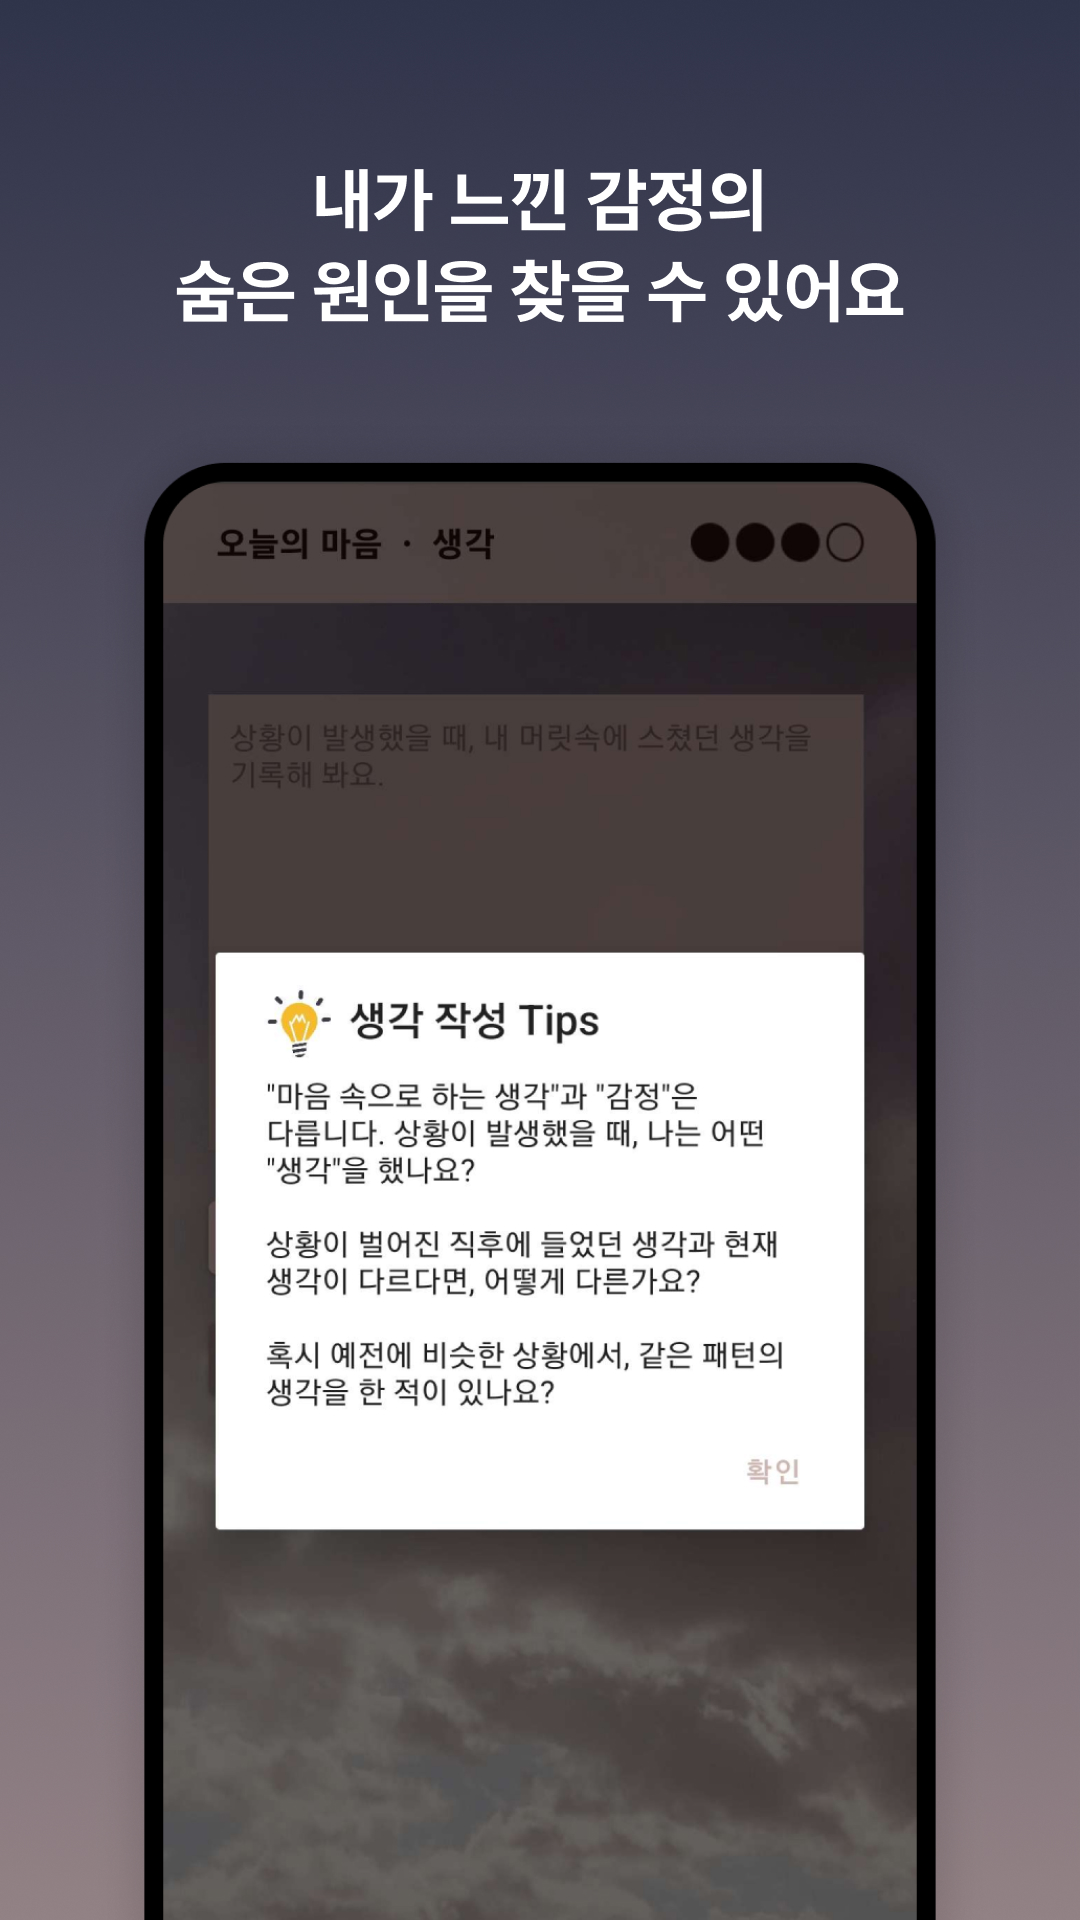 내가 느낀 감정의
숨은 원인을 찾을 수 있어요
오늘의 마음 · 생각
상황이 발생했을 때, 내 머릿속에 스쳤던 생각을
기록해 봐요.
생각 작성 Tips
"마음 속으로 하는 생각"과 "감정"은
다릅니다. 상황이 발생했을 때, 나는 어떤
"생각"을 했나요?
상황이 벌어진 직후에 들었던 생각과 현재
생각이 다르다면, 어떻게 다른가요?
혹시 예전에 비슷한 상황에서, 같은 패턴의
생각을 한 적이 있나요?
확인